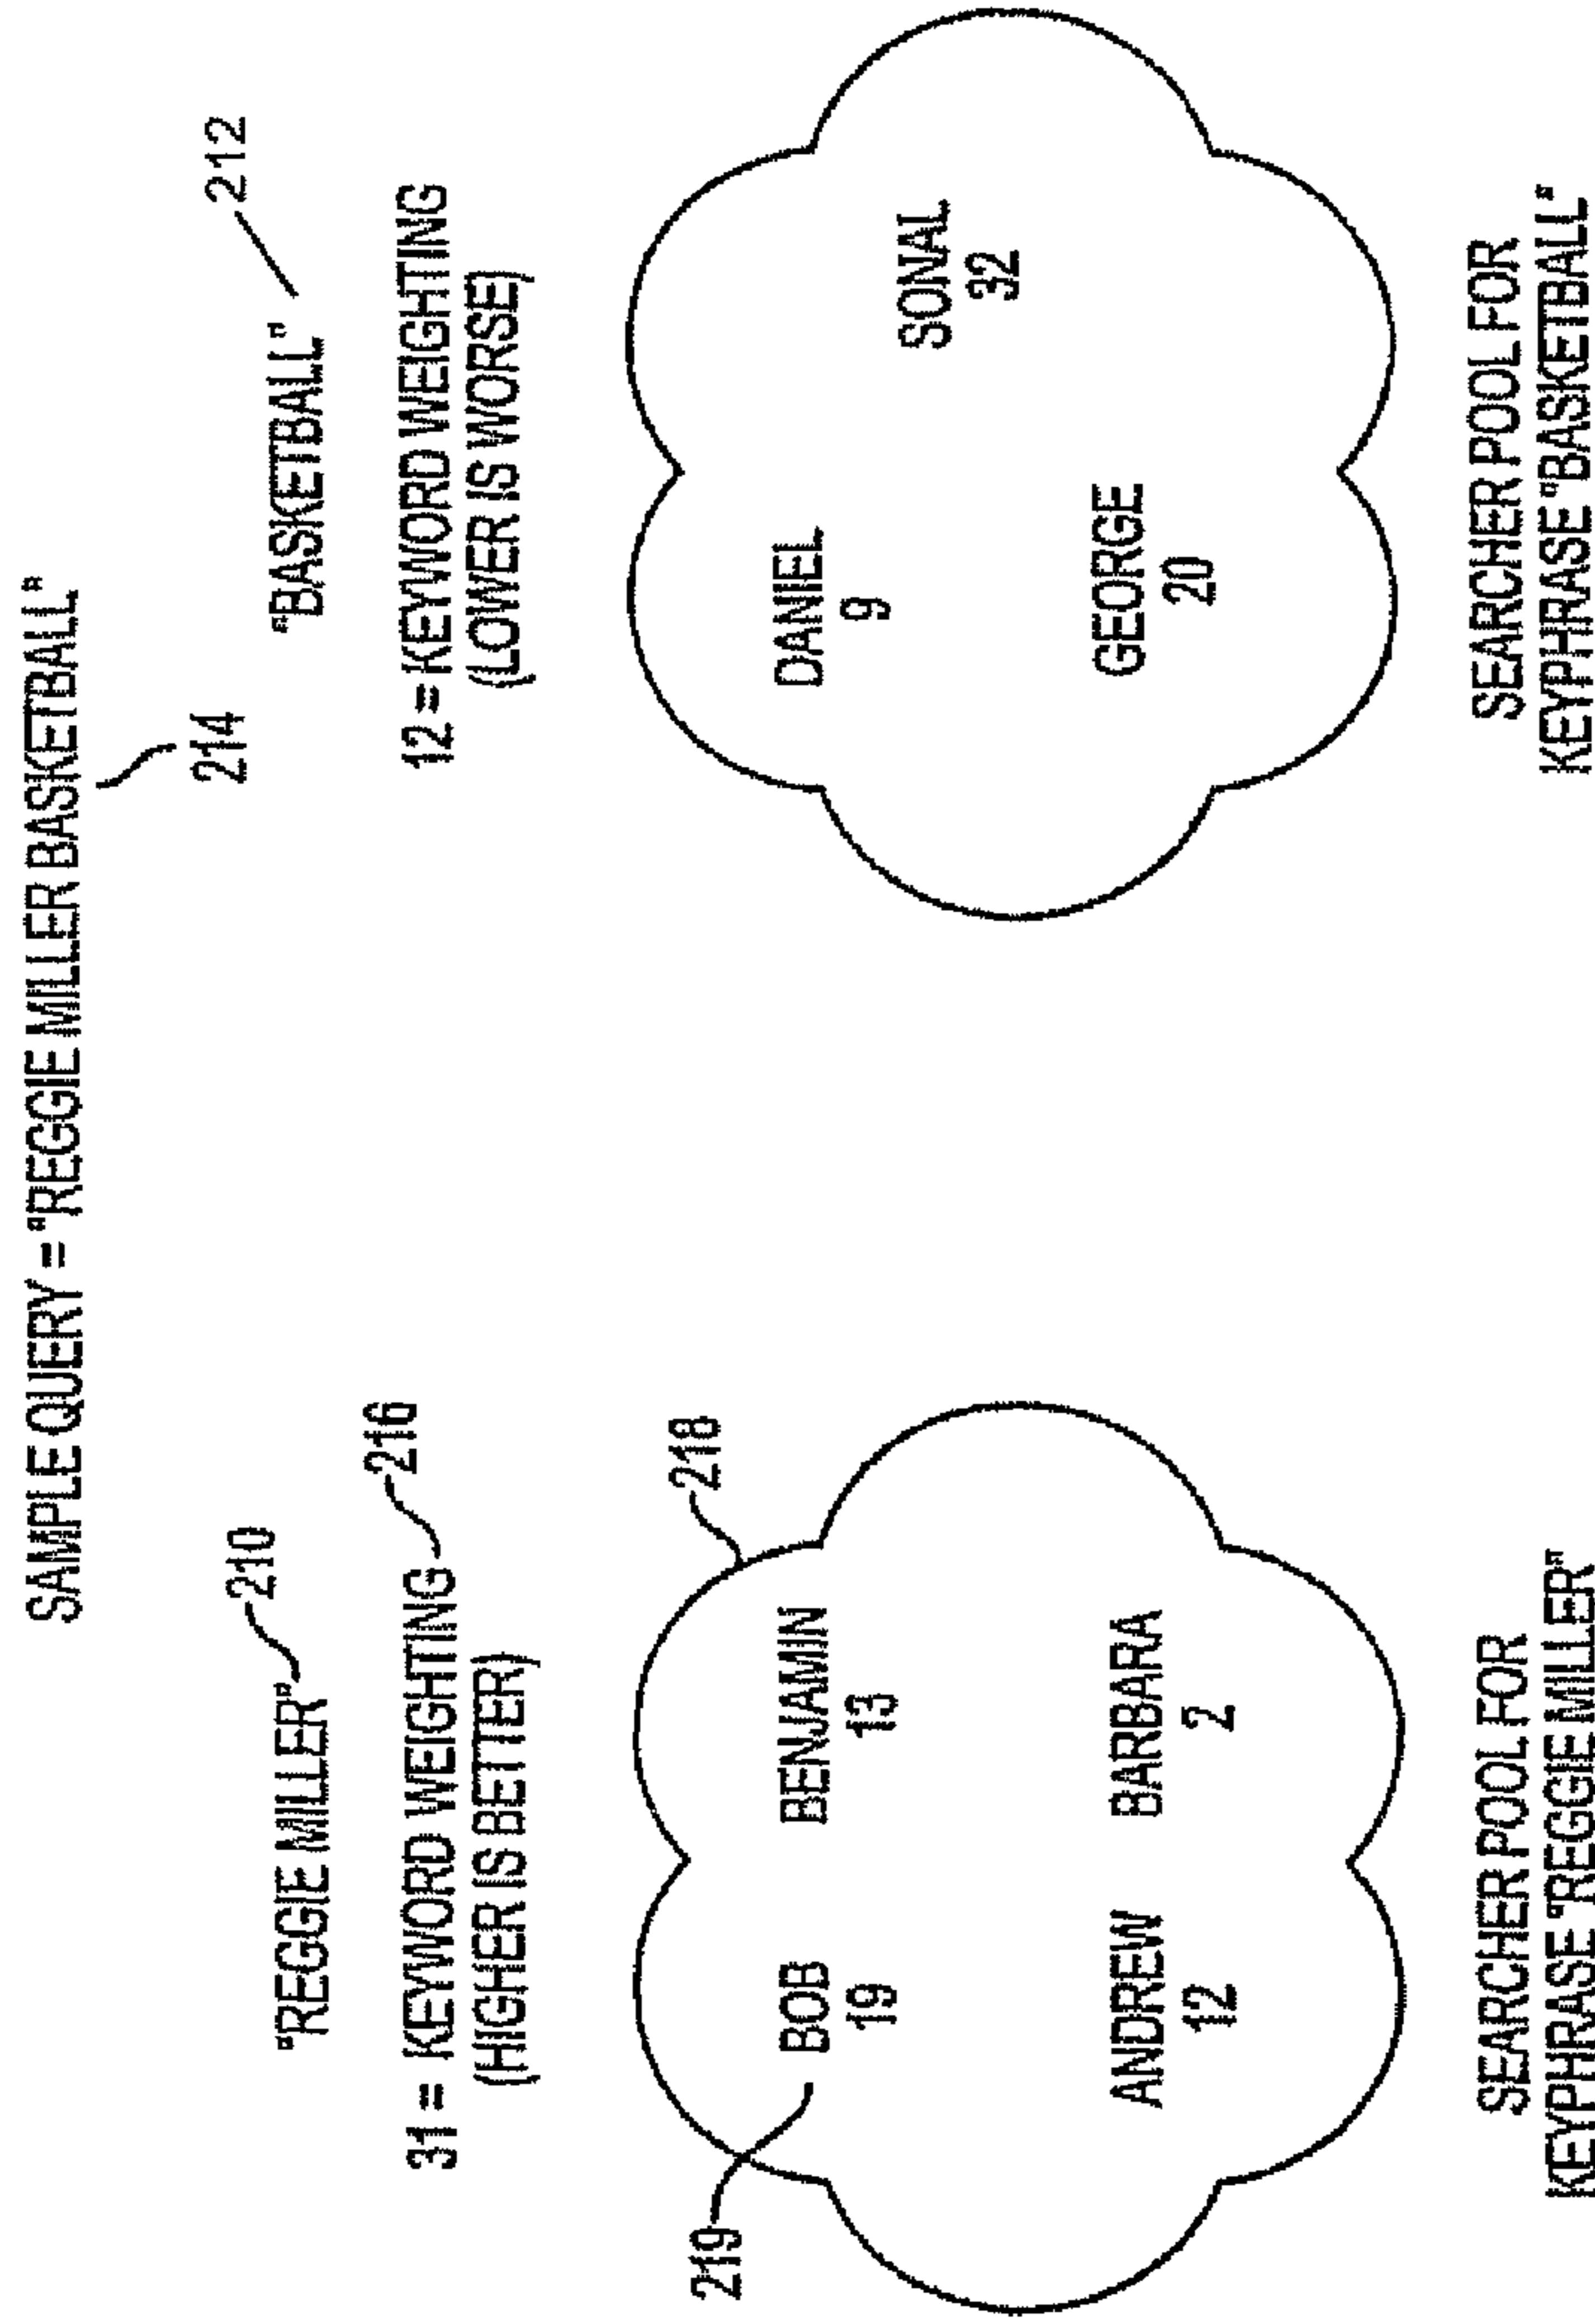 SAMPLE QUERY = "REGGIE MILLER BASKETBALL"
214
"REGGIE MILLER"
210
31 = KEYWORD WEIGHTING
216
(HIGHER IS BETTER)
218
219
BOB
19
BENJAMIN
13
ANDREW
12
BARBARA
2
SEARCHER POOL FOR
KEYPHRASE "REGGIE MILLER"
"BASKETBALL"
212
12 = KEYWORD WEIGHTING
(LOWER IS WORSE)
DANIEL
9
SONAL
32
GEORGE
20
SEARCHER POOL FOR
KEYPHRASE "BASKETBALL"